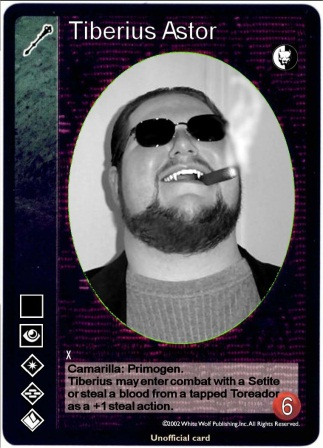 Tiberius Astor
X
Camarilla: Primogen.
Tiberius may enter combat with a Setite
or steal a blood from a tapped Toreador
as a +1 steal action.
6
©2002 White Wolf Publishing, Inc. All Rights Reserved.
Unofficial card